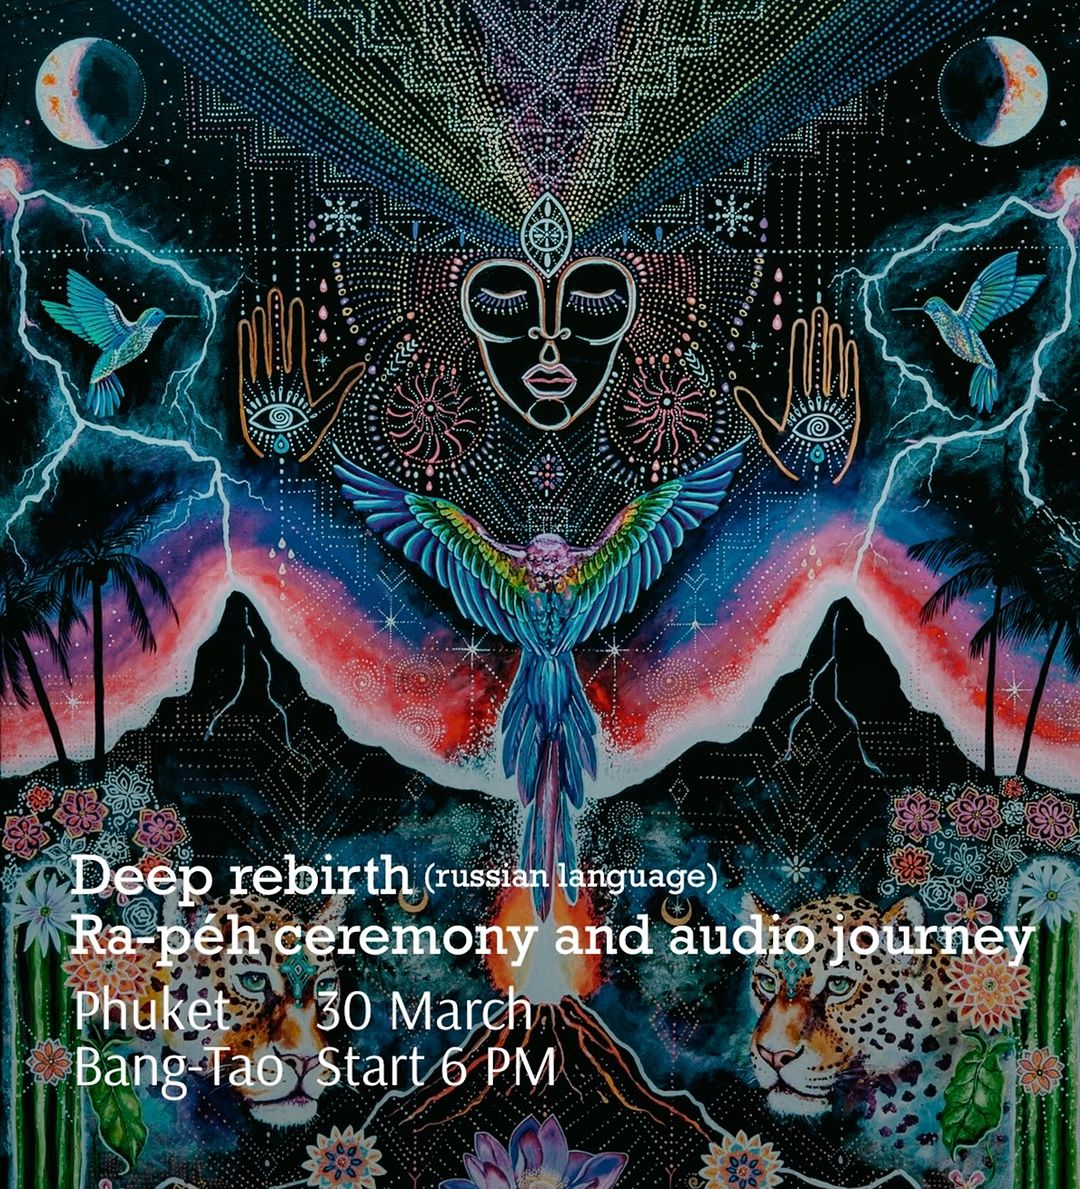 Deep rebirth (russian language)
Ra-péh ceremony and audio journey
Phuket 30 March
Bang-Tao Start 6 PM